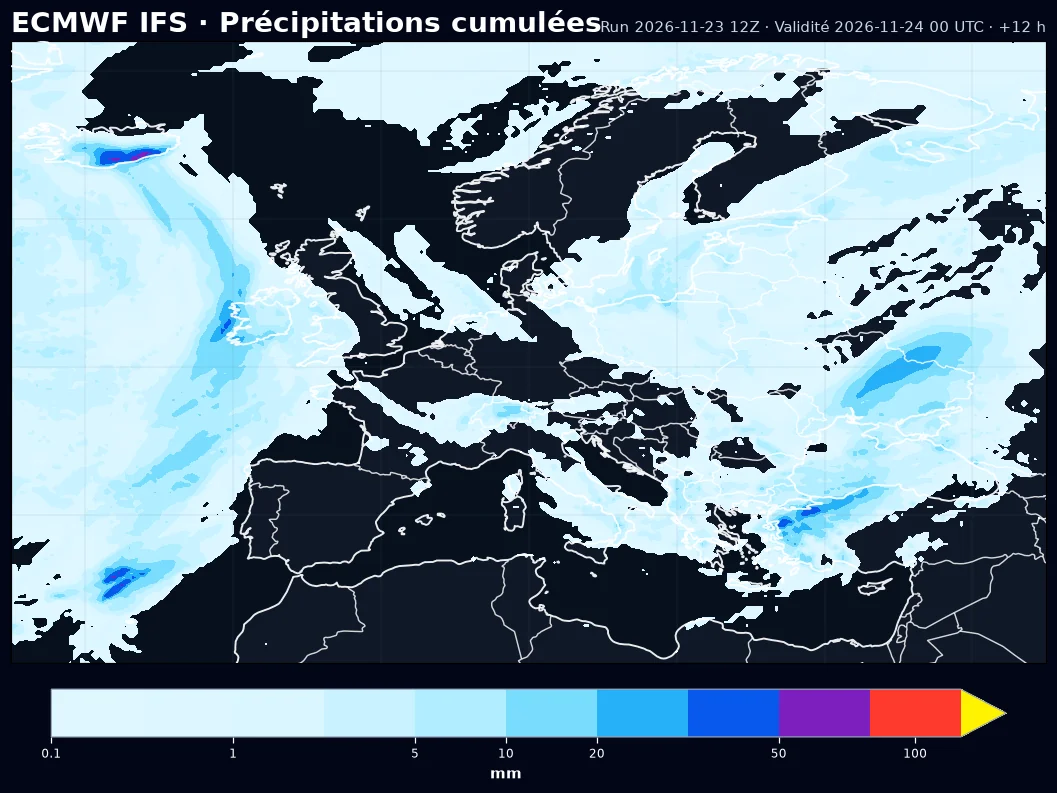 ECMWF IFS · Précipitations cumulées
Run 2026-11-23 12Z · Validité 2026-11-24 00 UTC · +12 h
0.1 1 5 10 20 50 100
mm